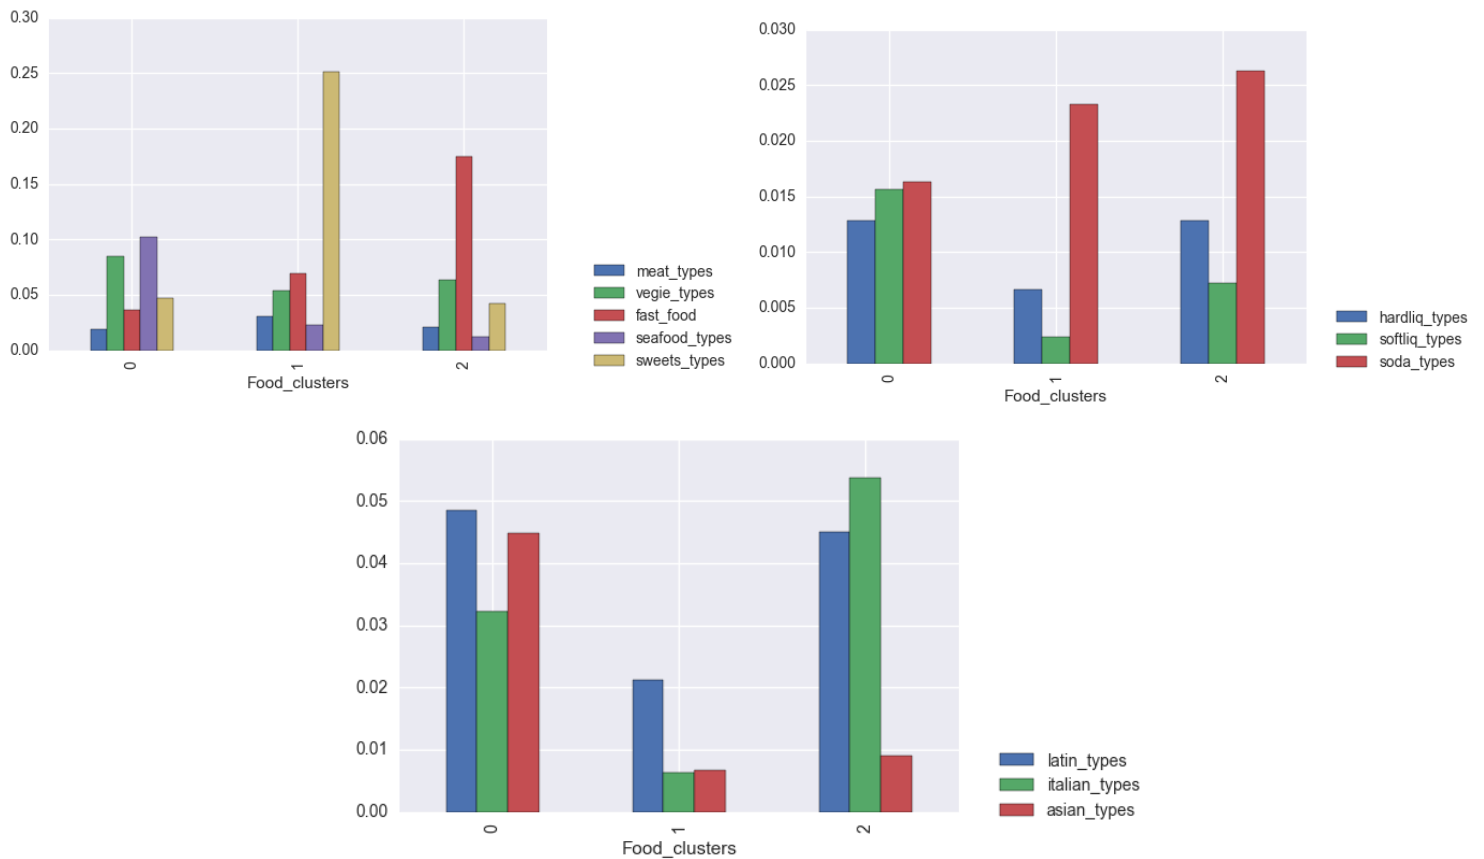 0.30
0.25
0.20
0.15
0.10
0.05
0.00
0
1
2
Food_clusters
meat_types
vegie_types
fast_food
seafood_types
sweets_types
0.030
0.025
0.020
0.015
0.010
0.005
0.000
0
1
2
Food_clusters
hardliq_types
softliq_types
soda_types
0.06
0.05
0.04
0.03
0.02
0.01
0.00
0
1
2
Food_clusters
latin_types
italian_types
asian_types